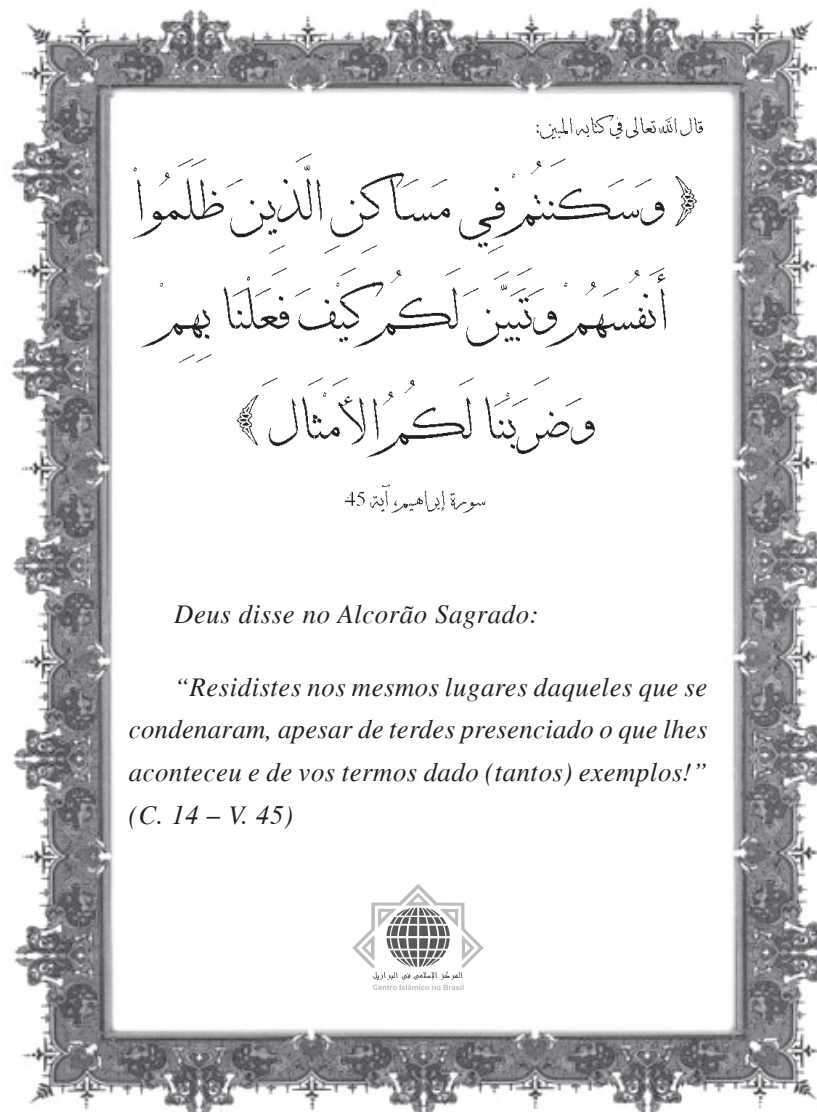 قال الله تعالى في كتابه المبين:
﴿ وَسَكَنتُمْ فِي مَسَاكِنِ الَّذِينَ ظَلَمُواْ
أَنفُسَهُمْ وَتَبَيَّنَ لَكُمْ كَيْفَ فَعَلْنَا بِهِمْ
وَضَرَبْنَا لَكُمُ الأَمْثَالَ ﴾
سورة إبراهيم، آية 45
Deus disse no Alcorão Sagrado:
“Residistes nos mesmos lugares daqueles que se
condenaram, apesar de terdes presenciado o que lhes
aconteceu e de vos termos dado (tantos) exemplos!”
(C. 14 – V. 45)
المركز الإسلامي في البرازيل
Centro Islâmico no Brasil